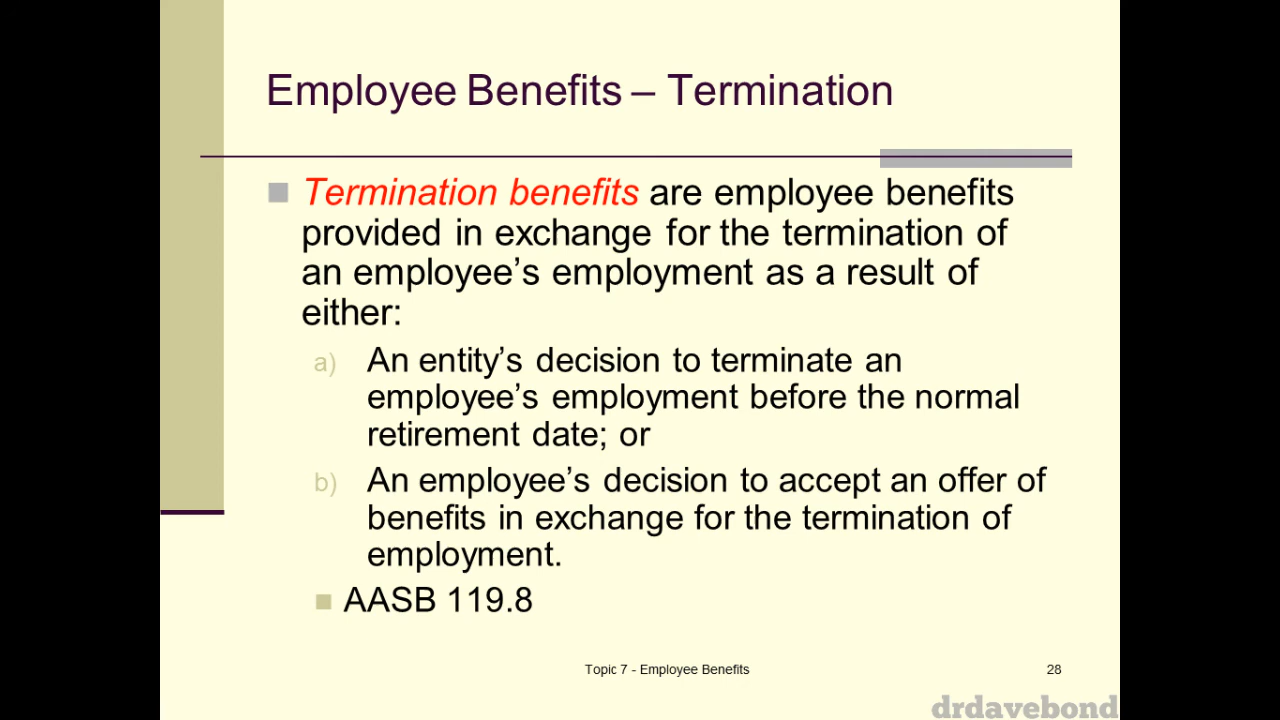 Employee Benefits – Termination
Termination benefits are employee benefits
provided in exchange for the termination of
an employee’s employment as a result of
either:
a) An entity’s decision to terminate an
employee’s employment before the normal
retirement date; or
b) An employee’s decision to accept an offer of
benefits in exchange for the termination of
employment.
AASB 119.8
Topic 7 - Employee Benefits 28
drdavebond